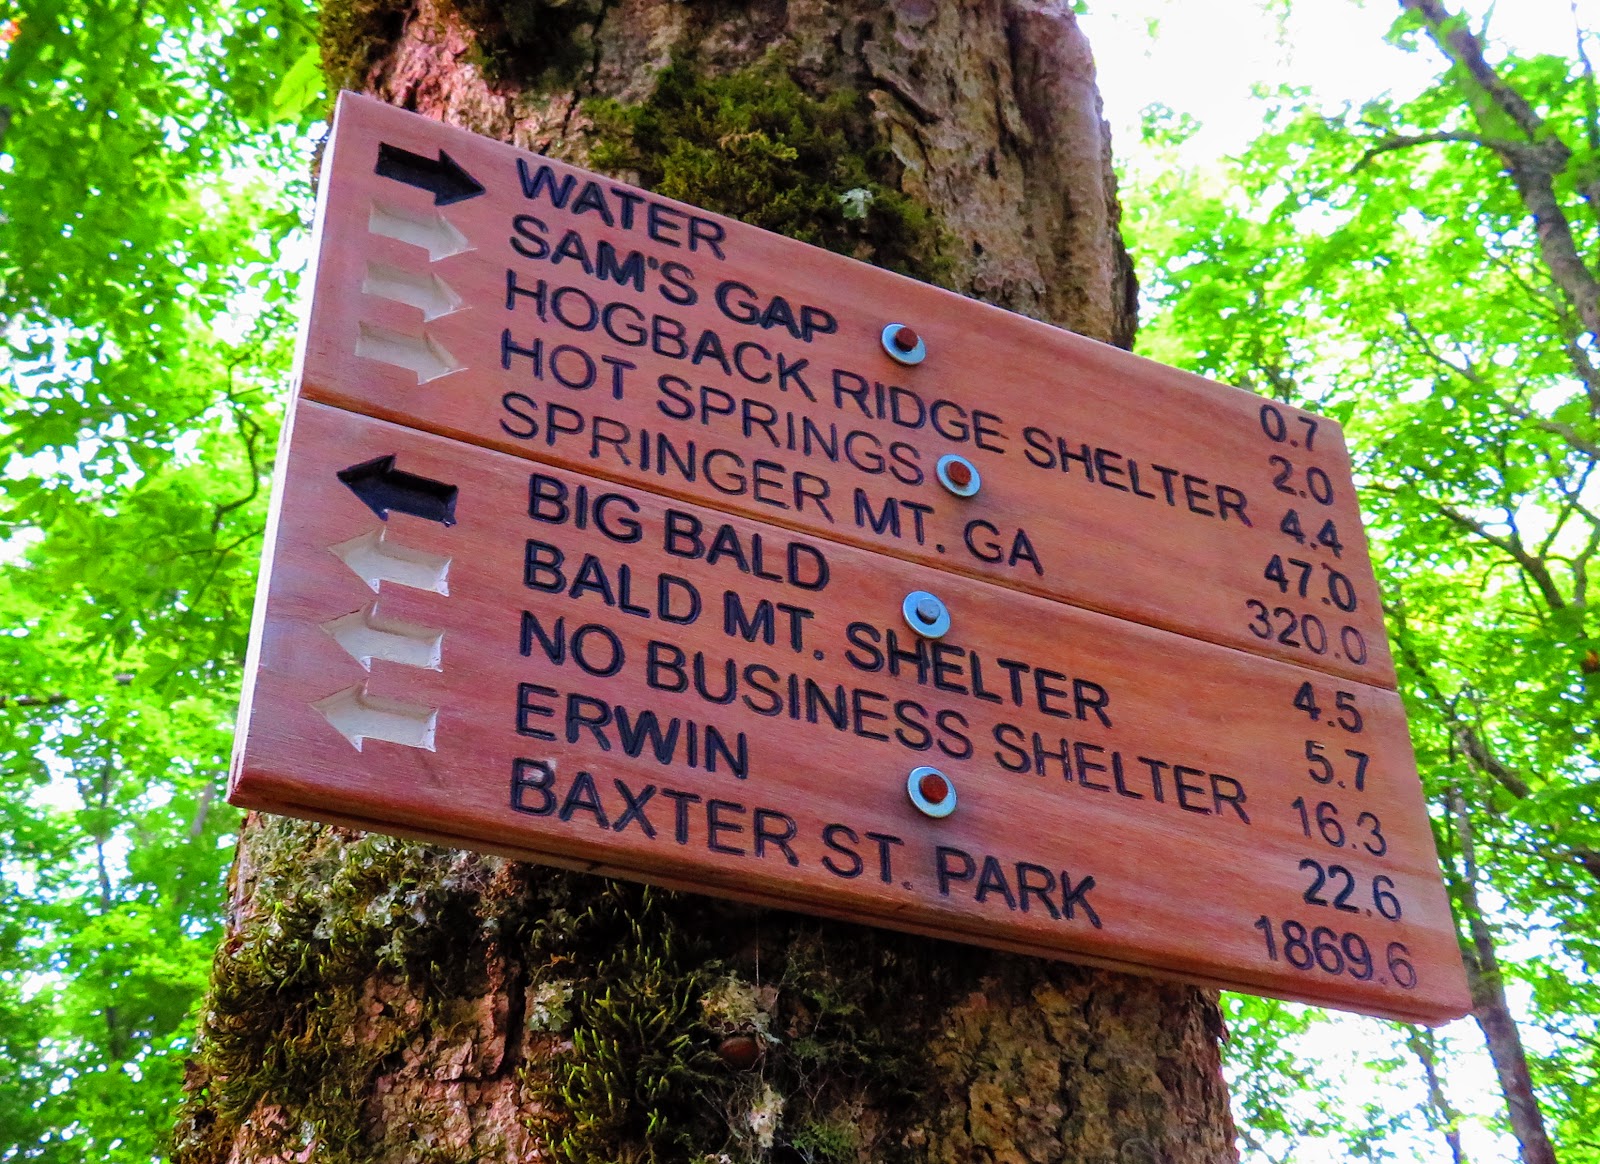 WATER 0.7
SAM'S GAP 2.0
HOGBACK RIDGE SHELTER 4.4
HOT SPRINGS 47.0
SPRINGER MT. GA 320.0
BIG BALD 4.5
BALD MT. SHELTER 5.7
NO BUSINESS SHELTER 16.3
ERWIN 22.6
BAXTER ST. PARK 1869.6